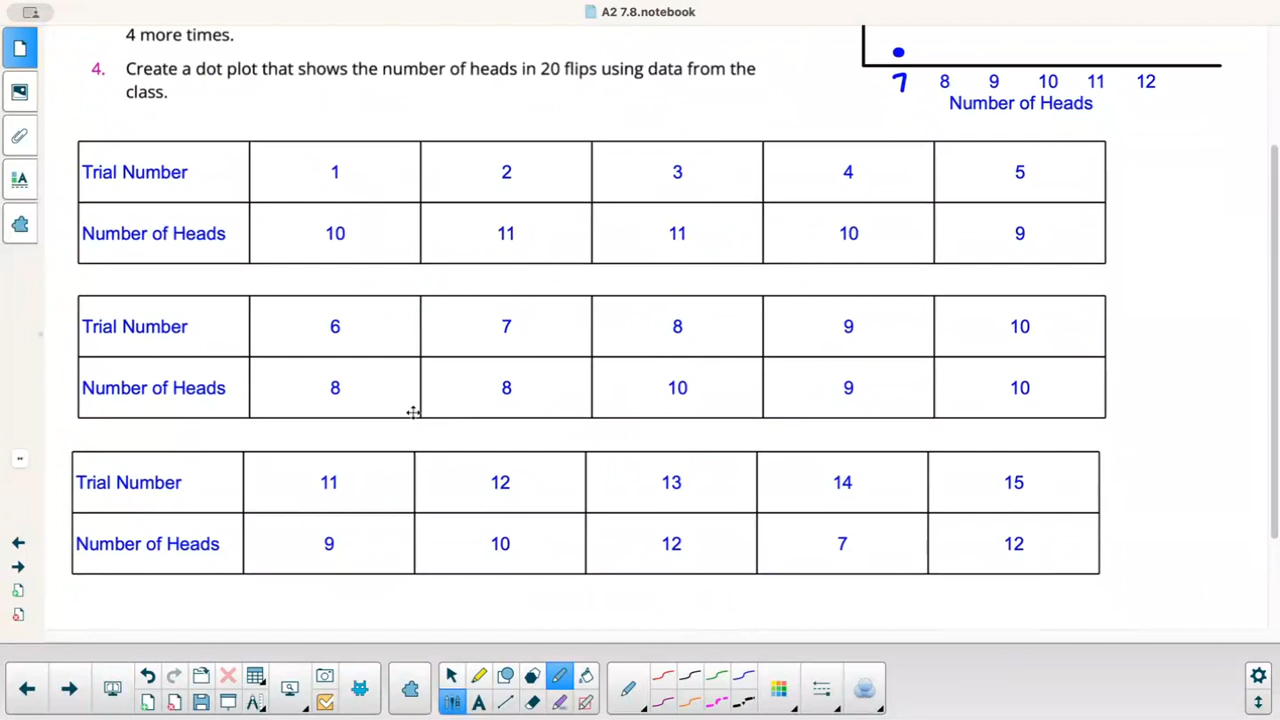 A2 7.8.notebook
4 more times.
4. Create a dot plot that shows the number of heads in 20 flips using data from the
class.
7 8 9 10 11 12
Number of Heads
Trial Number 1 2 3 4 5
Number of Heads 10 11 11 10 9
Trial Number 6 7 8 9 10
Number of Heads 8 8 10 9 10
Trial Number 11 12 13 14 15
Number of Heads 9 10 12 7 12